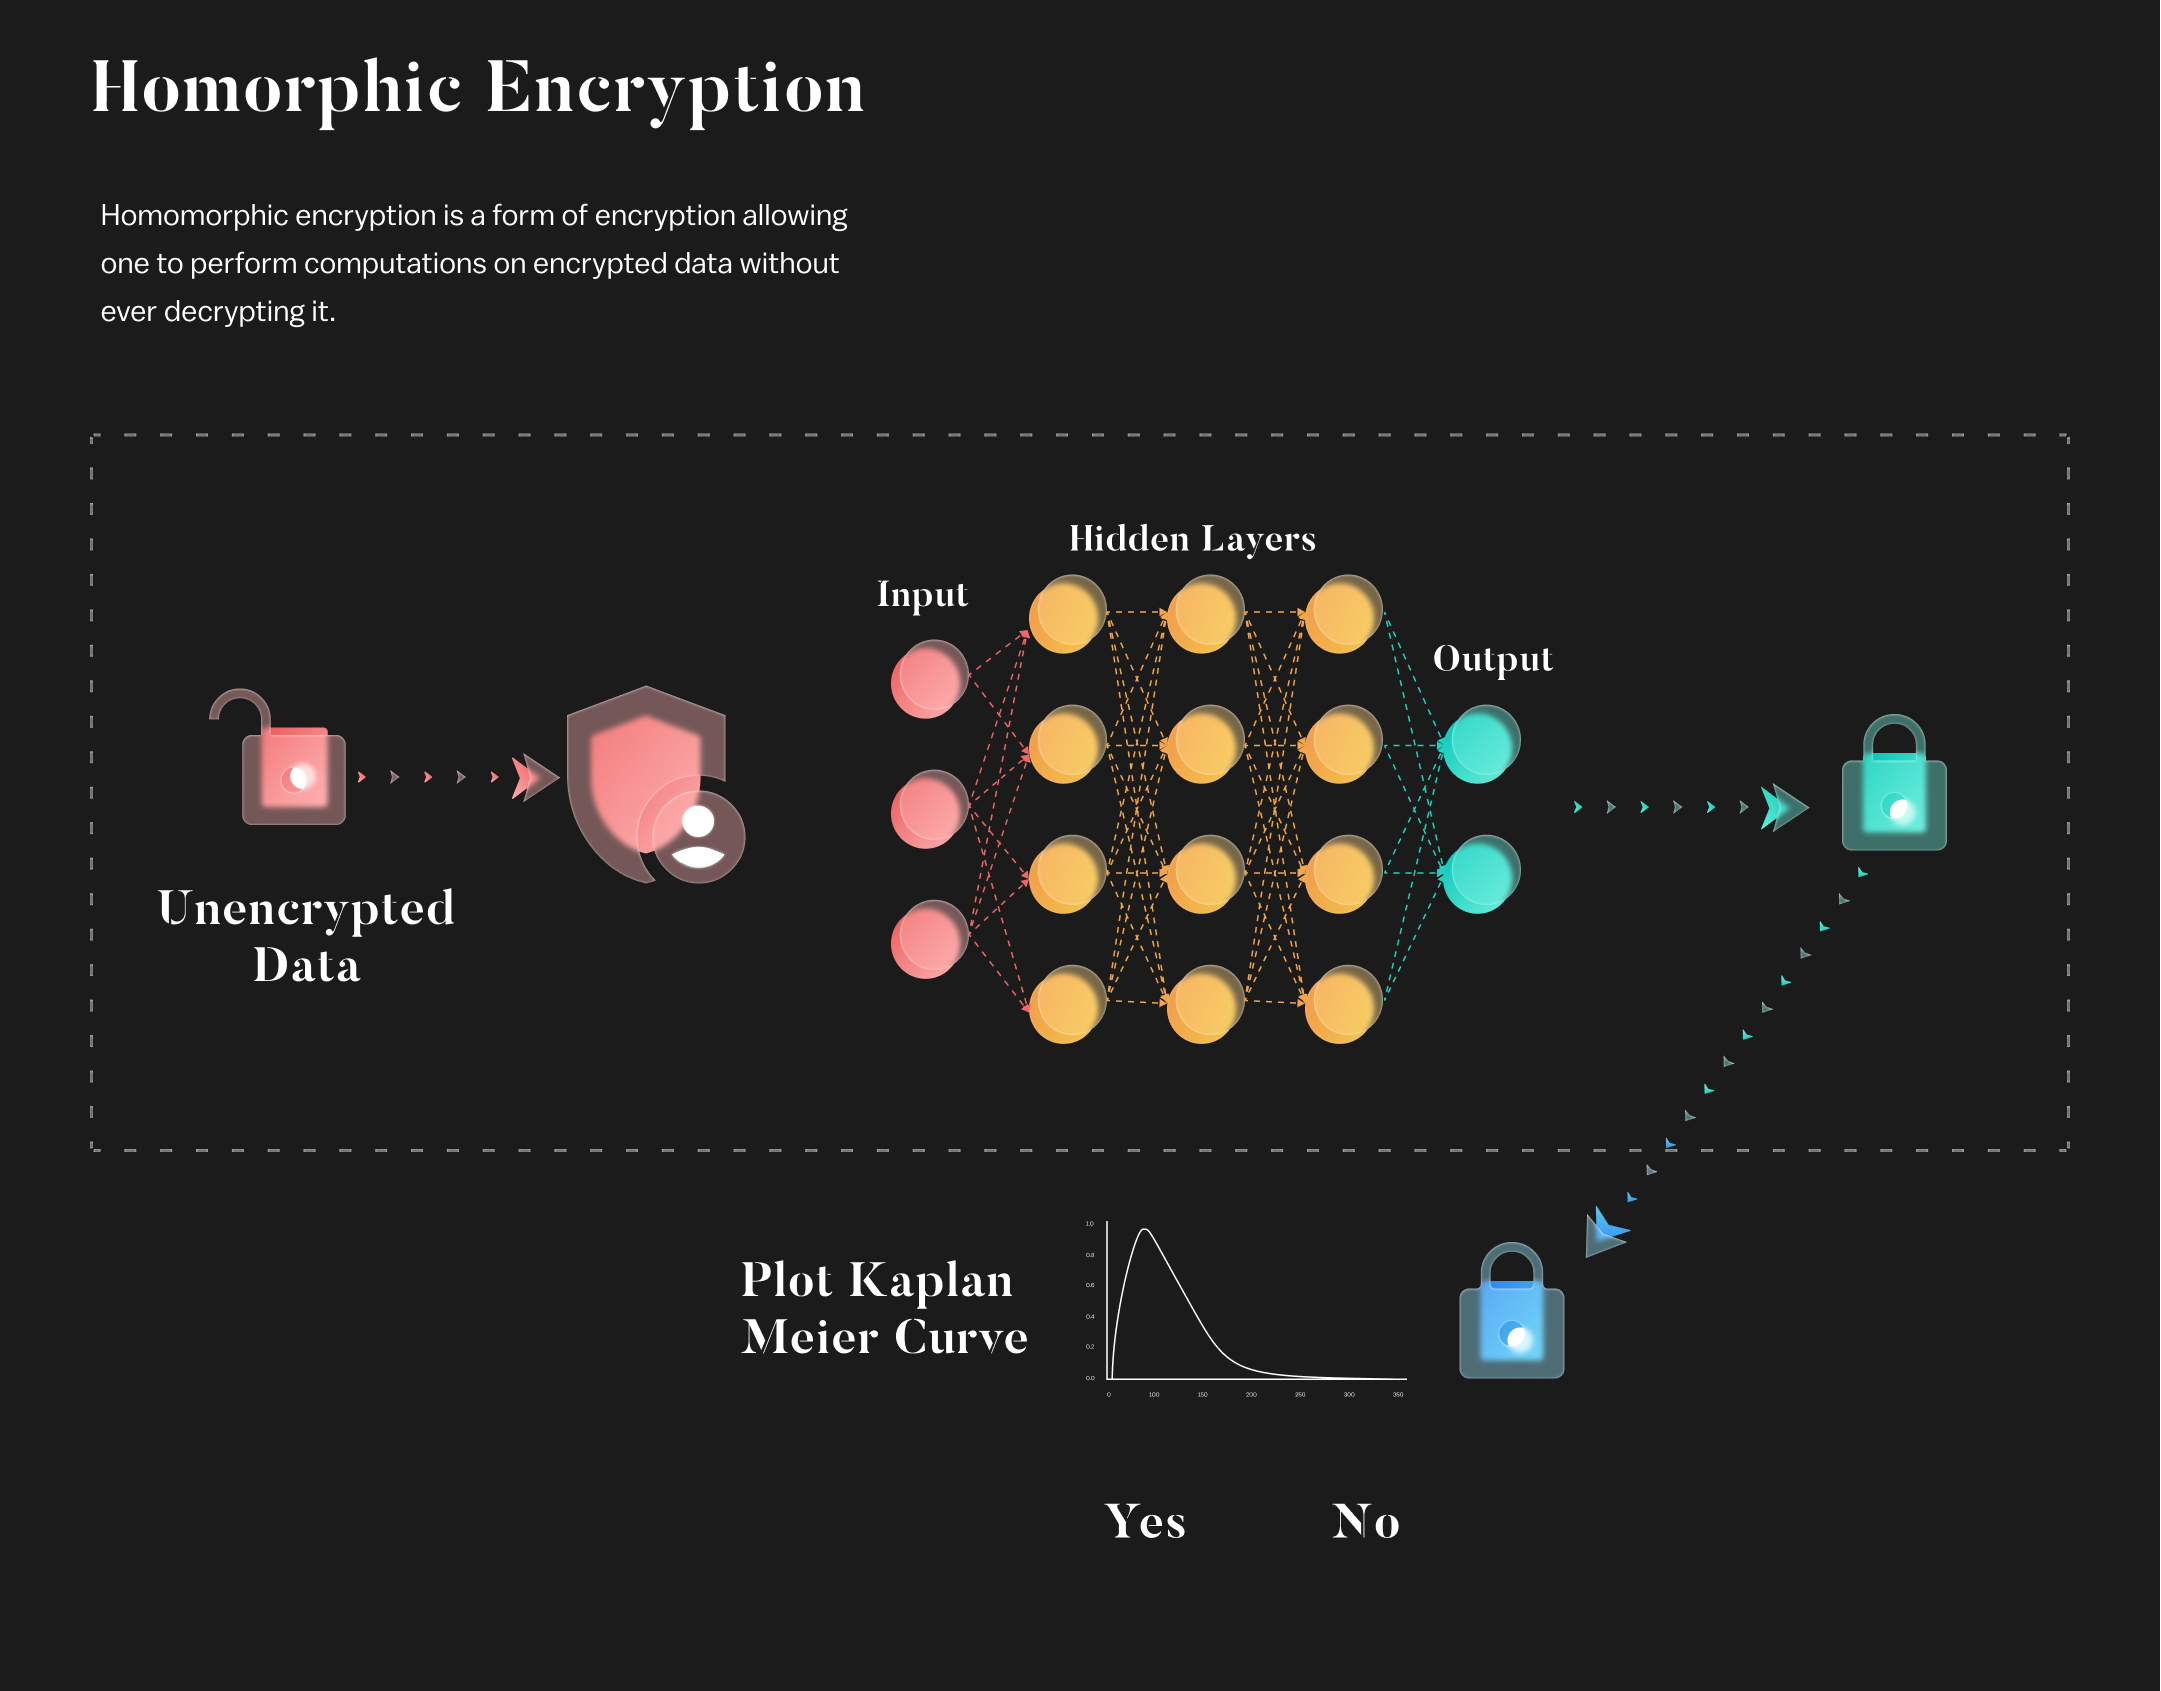 Homorphic Encryption
Homomorphic encryption is a form of encryption allowing
one to perform computations on encrypted data without
ever decrypting it.
Hidden Layers
Input
Output
Unencrypted
Data
Plot Kaplan
Meier Curve
1.0
0.8
0.6
0.4
0.2
0.0
0 100 150 200 250 300 350
Yes No